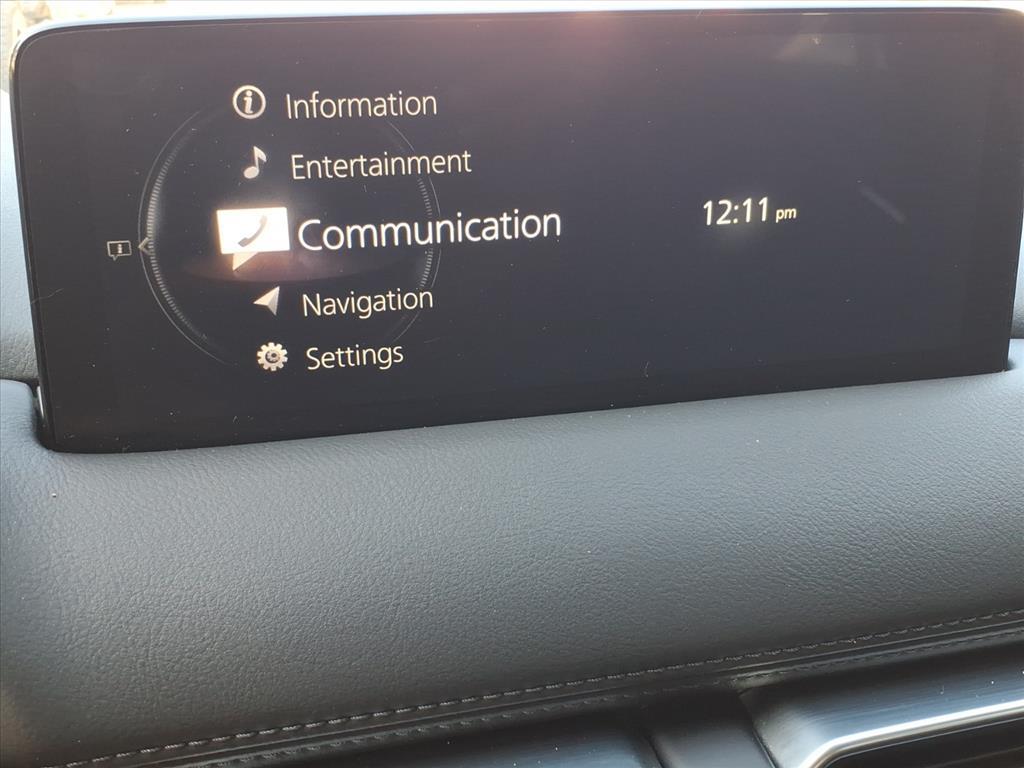 Information
Entertainment
Communication
12:11 pm
Navigation
Settings